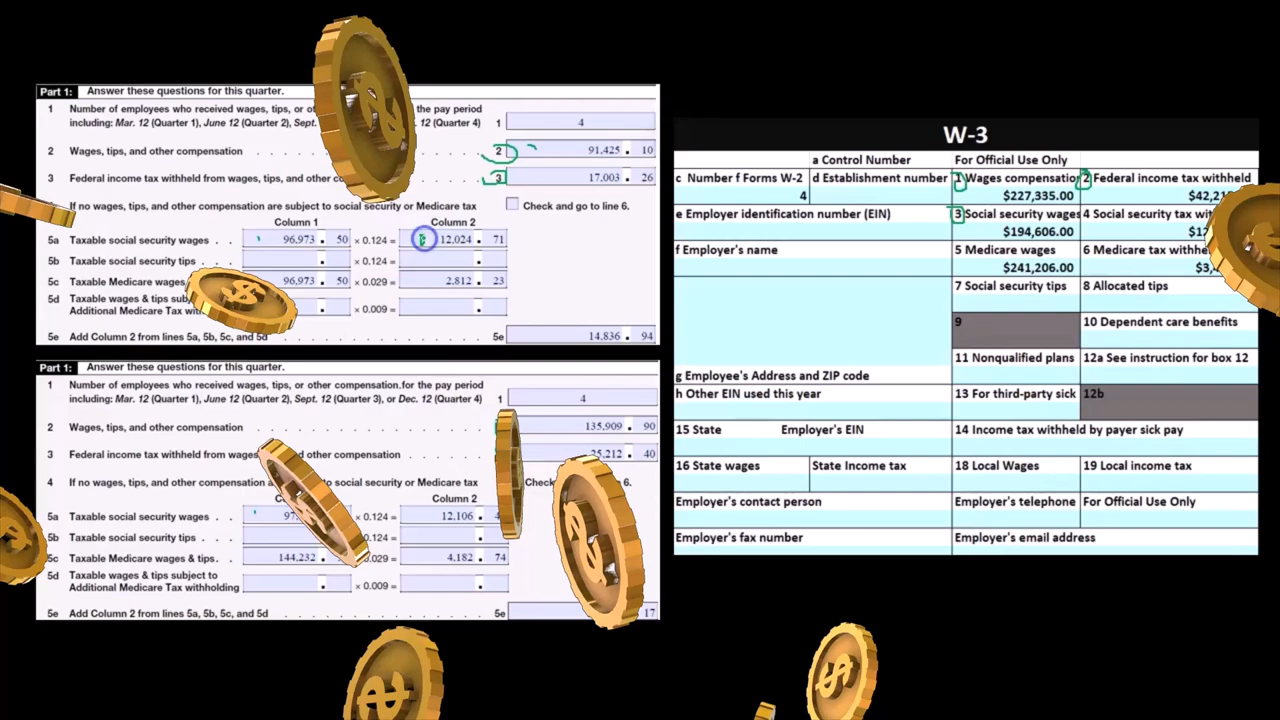 Part 1: Answer these questions for this quarter.
1 Number of employees who received wages, tips, or the pay period
including: Mar. 12 (Quarter 1), June 12 (Quarter 2), Sept. 12 (Quarter 4) 1 4
2 Wages, tips, and other compensation 2 91,425 . 10
3 Federal income tax withheld from wages, tips, and other 3 17,003 . 26
If no wages, tips, and other compensation are subject to social security or Medicare tax Check and go to line 6.
Column 1 Column 2
5a Taxable social security wages . . 96,973 . 50 × 0.124 = 12,024 . 71
5b Taxable social security tips . × 0.124 = .
5c Taxable Medicare wages 96,973 . 50 × 0.029 = 2,812 . 23
5d Taxable wages & tips
Additional Medicare Tax . × 0.009 = .
5e Add Column 2 from lines 5a, 5b, 5c, and 5d 5e 14,836 . 94
Part 1: Answer these questions for this quarter.
1 Number of employees who received wages, tips, or other compensation.for the pay period
including: Mar. 12 (Quarter 1), June 12 (Quarter 2), Sept. 12 (Quarter 3), or Dec. 12 (Quarter 4) 1 4
2 Wages, tips, and other compensation 135,909 . 90
3 Federal income tax withheld from wages, other compensation 25,212 . 40
4 If no wages, tips, and other compensation subject to social security or Medicare tax Check 6.
Column 2
5a Taxable social security wages . . × 0.124 = 12,106 .
5b Taxable social security tips × 0.124 = .
5c Taxable Medicare wages & tips. 144,232 . 0.029 = 4,182 . 74
5d Taxable wages & tips subject to
Additional Medicare Tax withholding . × 0.009 = .
5e Add Column 2 from lines 5a, 5b, 5c, and 5d 5e 17
W-3
a Control Number For Official Use Only
c Number f Forms W-2 d Establishment number 1 Wages compensation 2 Federal income tax withheld
4 $227,335.00
e Employer identification number (EIN) 3 Social security wages 4 Social security tax
$194,606.00
f Employer's name 5 Medicare wages 6 Medicare tax
$241,206.00
7 Social security tips 8 Allocated tips
9 10 Dependent care benefits
11 Nonqualified plans 12a See instruction for box 12
g Employee's Address and ZIP code
h Other EIN used this year 13 For third-party sick 12b
15 State Employer's EIN 14 Income tax withheld by payer sick pay
16 State wages State Income tax 18 Local Wages 19 Local income tax
Employer's contact person Employer's telephone For Official Use Only
Employer's fax number Employer's email address